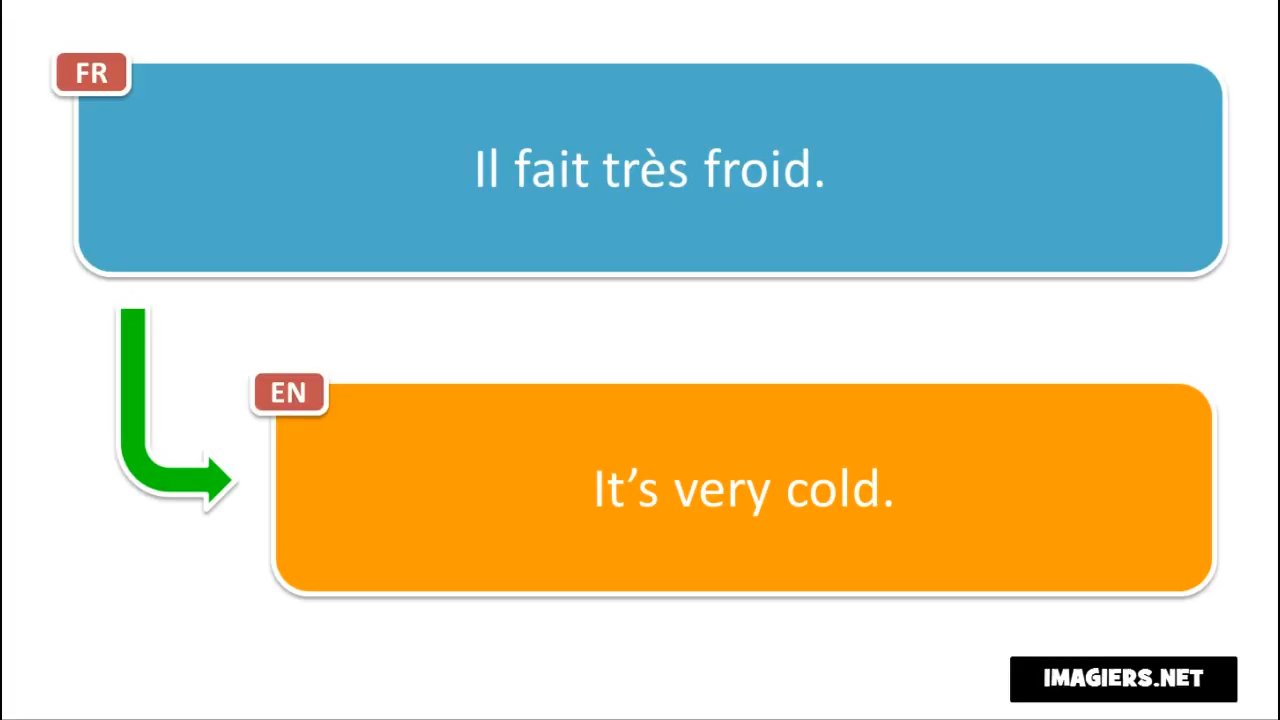 FR
Il fait très froid.
EN
It’s very cold.
IMAGIERS.NET